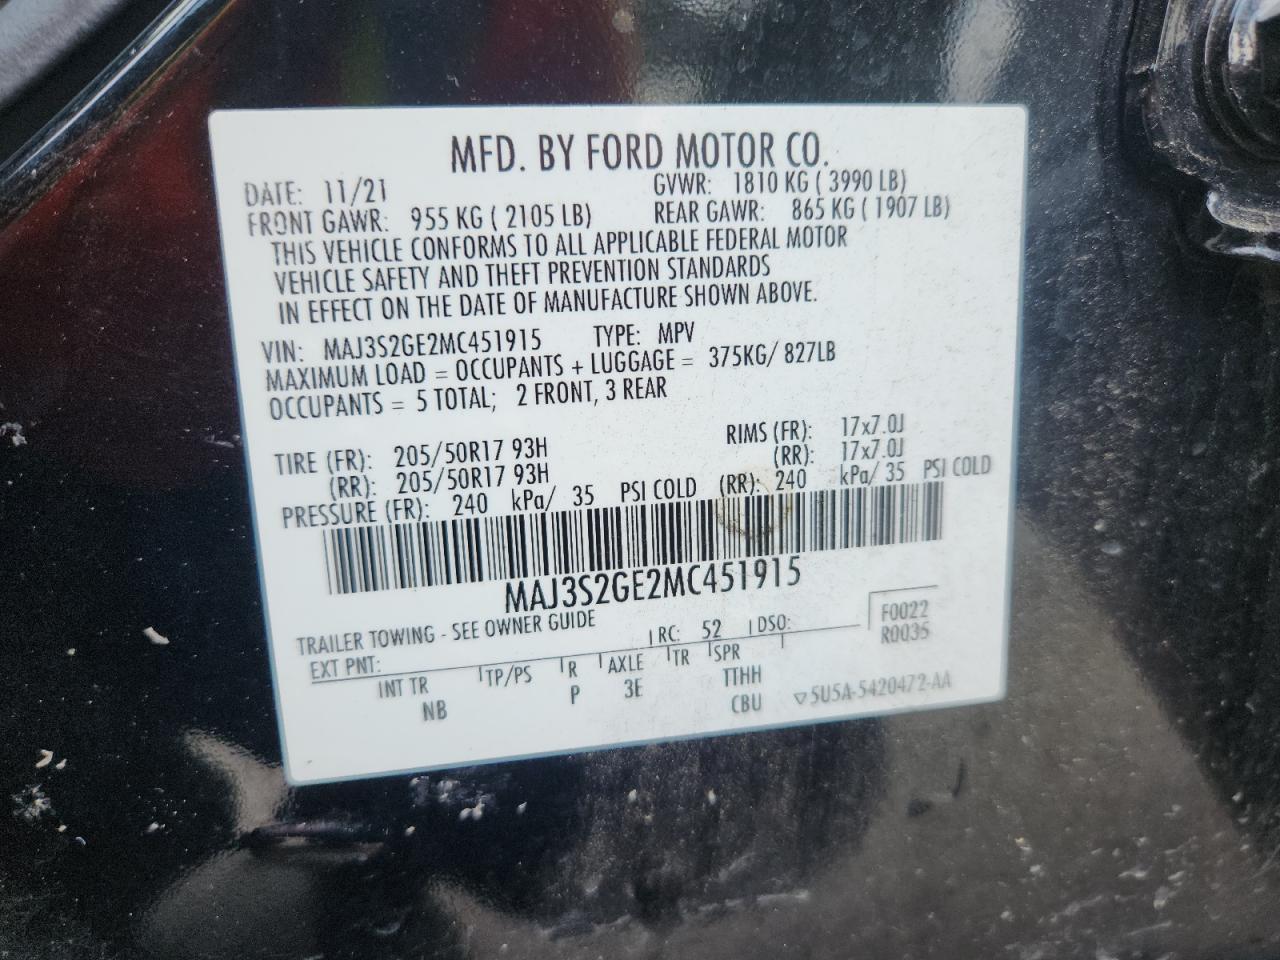 MFD. BY FORD MOTOR CO.
DATE: 11/21 GVWR: 1810 KG ( 3990 LB)
FRONT GAWR: 955 KG ( 2105 LB) REAR GAWR: 865 KG ( 1907 LB)
THIS VEHICLE CONFORMS TO ALL APPLICABLE FEDERAL MOTOR
VEHICLE SAFETY AND THEFT PREVENTION STANDARDS
IN EFFECT ON THE DATE OF MANUFACTURE SHOWN ABOVE.
VIN: MAJ3S2GE2MC451915 TYPE: MPV
MAXIMUM LOAD = OCCUPANTS + LUGGAGE = 375KG/ 827LB
OCCUPANTS = 5 TOTAL; 2 FRONT, 3 REAR
TIRE (FR): 205/50R17 93H RIMS (FR): 17x7.0J
(RR): 205/50R17 93H (RR): 17x7.0J
PRESSURE (FR): 240 kPa/ 35 PSI COLD (RR): 240 kPa/ 35 PSI COLD
MAJ3S2GE2MC451915
TRAILER TOWING - SEE OWNER GUIDE
EXT PNT: RC: 52 DSO: F0022
R0035
INT TR TP/PS R AXLE TR SPR
NB P 3E TTHH
CBU ▽5U5A-5420472-AA